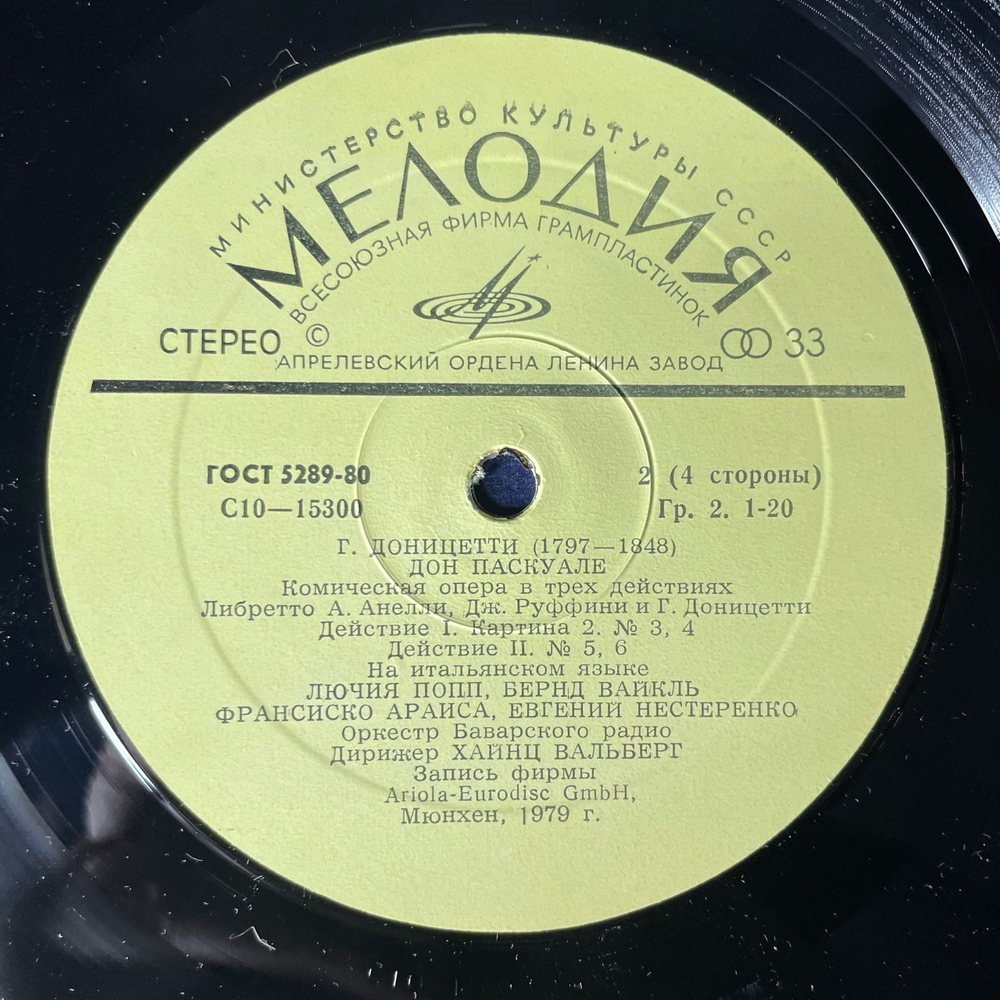 МИНИСТЕРСТВО КУЛЬТУРЫ СССР
МЕЛОДИЯ
ВСЕСОЮЗНАЯ ФИРМА ГРАМПЛАСТИНОК
СТЕРЕО © 33
АПРЕЛЕВСКИЙ ОРДЕНА ЛЕНИНА ЗАВОД
ГОСТ 5289-80 2 (4 стороны)
С10—15300 Гр. 2. 1-20
Г. ДОНИЦЕТТИ (1797—1848)
ДОН ПАСКУАЛЕ
Комическая опера в трех действиях
Либретто А. Анелли, Дж. Руффини и Г. Доницетти
Действие I. Картина 2. № 3, 4
Действие II. № 5, 6
На итальянском языке
ЛЮЧИЯ ПОПП, БЕРНД ВАЙКЛЬ
ФРАНСИСКО АРАИСА, ЕВГЕНИЙ НЕСТЕРЕНКО
Оркестр Баварского радио
Дирижер ХАЙНЦ ВАЛЬБЕРГ
Запись фирмы
Ariola-Eurodisc GmbH,
Мюнхен, 1979 г.